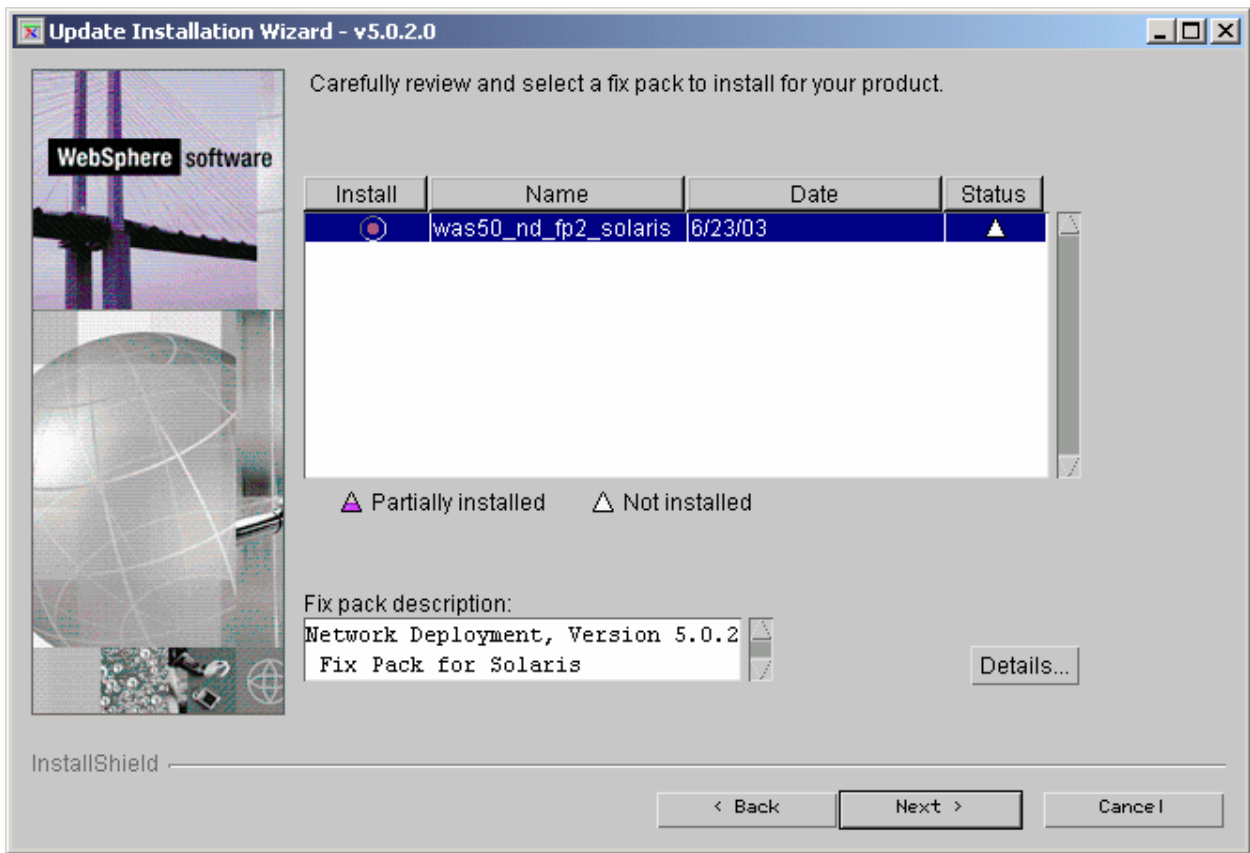 Update Installation Wizard - v5.0.2.0
Carefully review and select a fix pack to install for your product.
WebSphere software
Install Name Date Status
was50_nd_fp2_solaris 6/23/03
Partially installed Not installed
Fix pack description:
Network Deployment, Version 5.0.2
Fix Pack for Solaris
Details...
InstallShield
< Back Next > Cancel